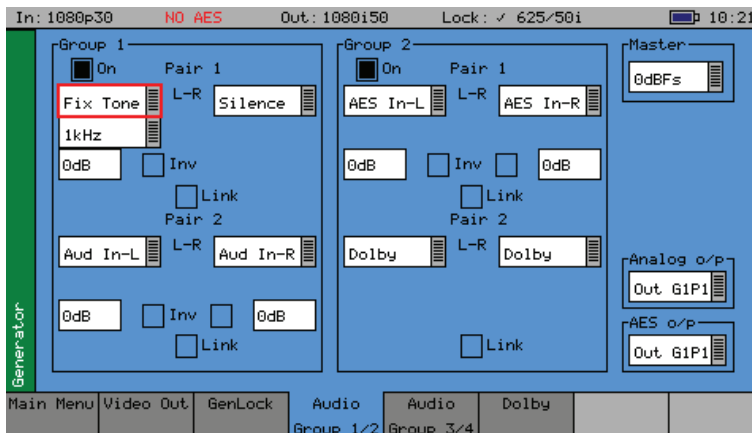 In: 1080p30 NO AES Out: 1080i50 Lock: ✓ 625/50i 10:21
Group 1 Group 2 Master
On Pair 1 On Pair 1 0dBFs
Fix Tone L-R Silence AES In-L L-R AES In-R
1kHz
0dB Inv 0dB Inv 0dB
Link Link
Pair 2 Pair 2
Aud In-L L-R Aud In-R Dolby L-R Dolby Analog o/p
Out G1P1
0dB Inv 0dB AES o/p
Link Link Out G1P1
Generator
Main Menu Video Out GenLock Audio Group 1/2 Audio Group 3/4 Dolby